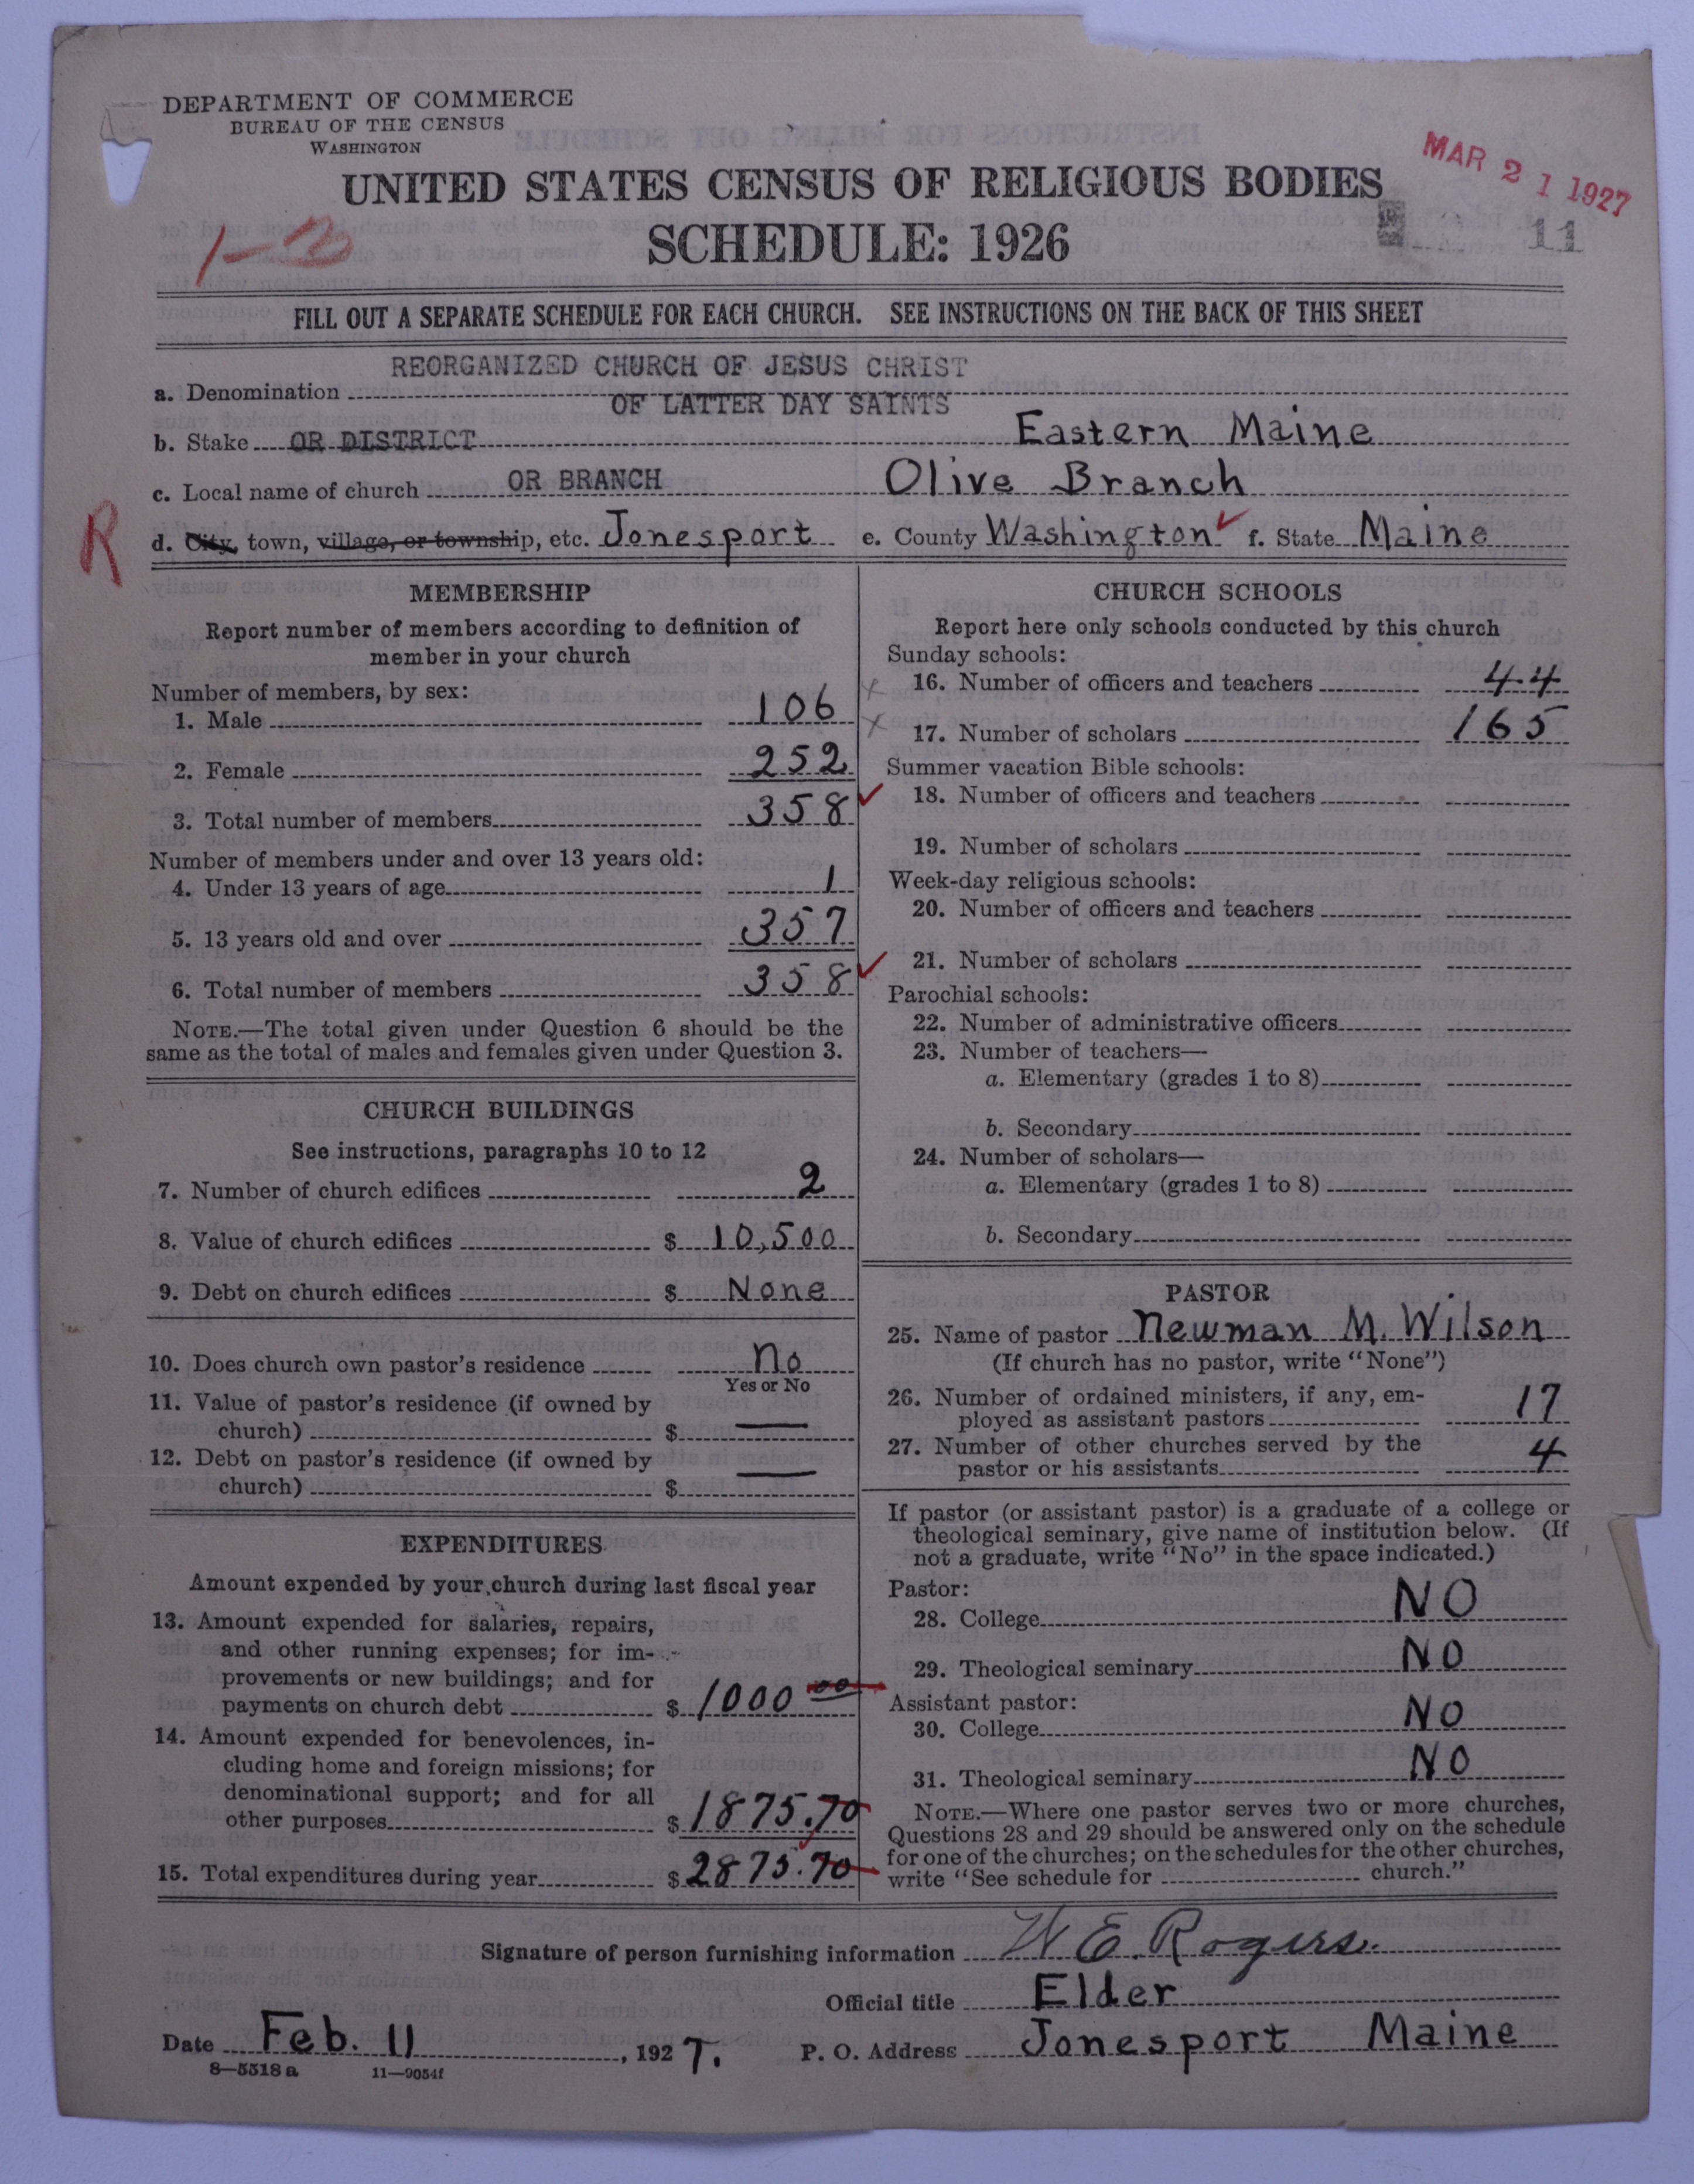 DEPARTMENT OF COMMERCE
BUREAU OF THE CENSUS
WASHINGTON
UNITED STATES CENSUS OF RELIGIOUS BODIES
SCHEDULE: 1926
MAR 21 1927
11
FILL OUT A SEPARATE SCHEDULE FOR EACH CHURCH. SEE INSTRUCTIONS ON THE BACK OF THIS SHEET
REORGANIZED CHURCH OF JESUS CHRIST
a. Denomination
OF LATTER DAY SAINTS
b. Stake OR DISTRICT Eastern Maine
c. Local name of church OR BRANCH Olive Branch
R
d. City, town, village, or township, etc. Jonesport e. County Washington f. State Maine
MEMBERSHIP
Report number of members according to definition of
member in your church
Number of members, by sex:
1. Male 106
2. Female 252
3. Total number of members 358
Number of members under and over 13 years old:
4. Under 13 years of age 1
5. 13 years old and over 357
6. Total number of members 358
NOTE.—The total given under Question 6 should be the
same as the total of males and females given under Question 3.
CHURCH BUILDINGS
See instructions, paragraphs 10 to 12
7. Number of church edifices 2
8. Value of church edifices $ 10,500
9. Debt on church edifices $ None
10. Does church own pastor's residence No
Yes or No
11. Value of pastor's residence (if owned by
church) $ —
12. Debt on pastor's residence (if owned by
church) $ —
EXPENDITURES
Amount expended by your church during last fiscal year
13. Amount expended for salaries, repairs,
and other running expenses; for im-
provements or new buildings; and for
payments on church debt $ 1000 00
14. Amount expended for benevolences, in-
cluding home and foreign missions; for
denominational support; and for all
other purposes $ 1875.70
15. Total expenditures during year $ 2875.70
CHURCH SCHOOLS
Report here only schools conducted by this church
Sunday schools:
16. Number of officers and teachers 44
17. Number of scholars 165
Summer vacation Bible schools:
18. Number of officers and teachers
19. Number of scholars
Week-day religious schools:
20. Number of officers and teachers
21. Number of scholars
Parochial schools:
22. Number of administrative officers
23. Number of teachers—
a. Elementary (grades 1 to 8)
b. Secondary
24. Number of scholars—
a. Elementary (grades 1 to 8)
b. Secondary
PASTOR
25. Name of pastor Newman M. Wilson
(If church has no pastor, write "None")
26. Number of ordained ministers, if any, em-
ployed as assistant pastors 17
27. Number of other churches served by the
pastor or his assistants 4
If pastor (or assistant pastor) is a graduate of a college or
theological seminary, give name of institution below. (If
not a graduate, write "No" in the space indicated.)
Pastor:
28. College NO
29. Theological seminary NO
Assistant pastor:
30. College NO
31. Theological seminary NO
NOTE.—Where one pastor serves two or more churches,
Questions 28 and 29 should be answered only on the schedule
for one of the churches; on the schedules for the other churches,
write "See schedule for church."
Signature of person furnishing information W E. Rogers.
Official title Elder
Date Feb. 11, 1927. P. O. Address Jonesport Maine
8—5518 a 11—9054f